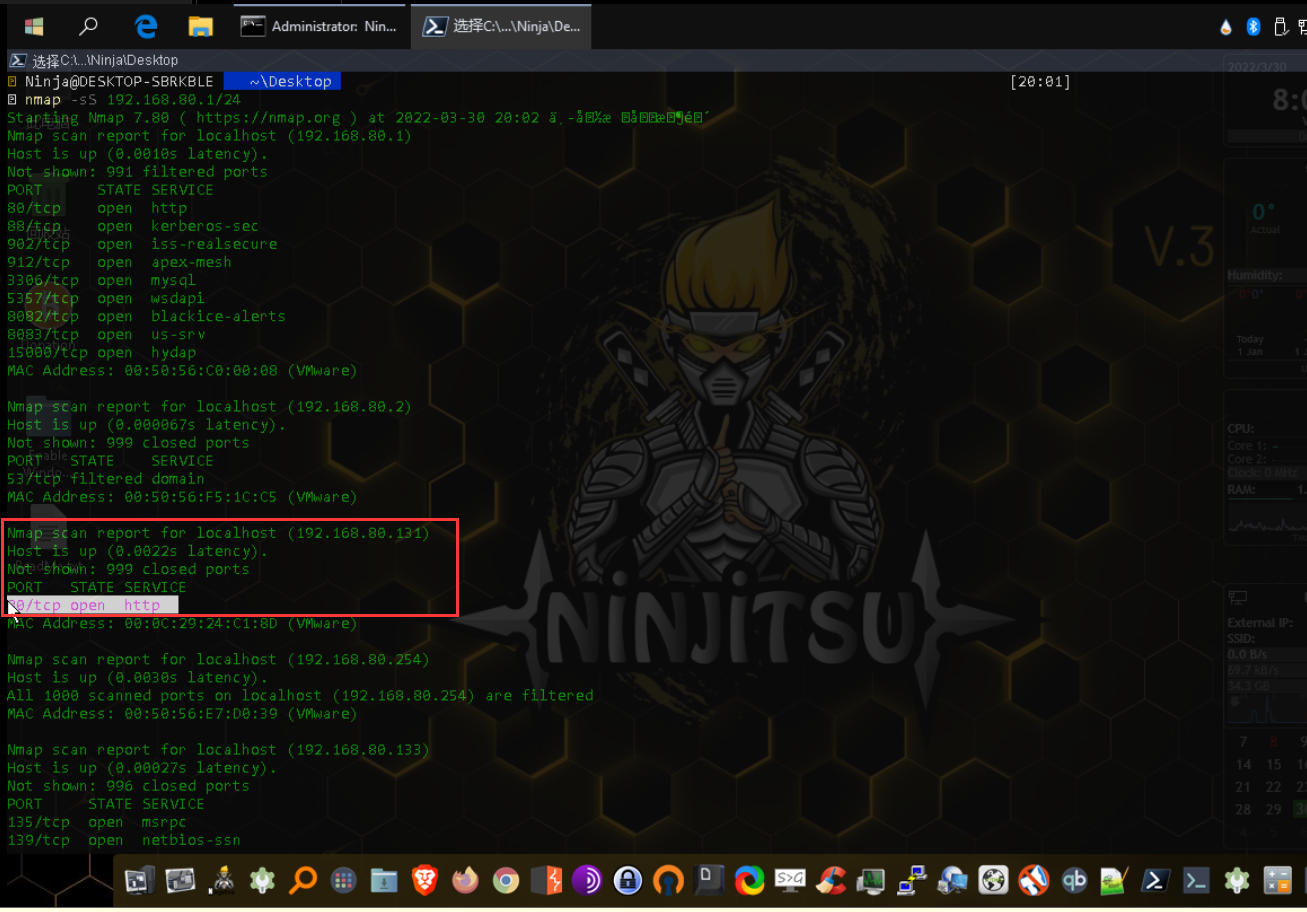 Administrator: Nin...
选择C:\...\Ninja\De...
选择C:\...\Ninja\Desktop
2022/3/30
Ninja@DESKTOP-SBRKBLE ~\Desktop [20:01]
nmap -sS 192.168.80.1/24
Starting Nmap 7.80 ( https://nmap.org ) at 2022-03-30 20:02
Nmap scan report for localhost (192.168.80.1)
Host is up (0.0010s latency).
Not shown: 991 filtered ports
PORT STATE SERVICE
80/tcp open http
88/tcp open kerberos-sec
902/tcp open iss-realsecure
912/tcp open apex-mesh
3306/tcp open mysql
5357/tcp open wsdapi
8082/tcp open blackice-alerts
8083/tcp open us-srv
15000/tcp open hydap
MAC Address: 00:50:56:C0:00:08 (VMware)
Nmap scan report for localhost (192.168.80.2)
Host is up (0.000067s latency).
Not shown: 999 closed ports
PORT STATE SERVICE
53/tcp filtered domain
MAC Address: 00:50:56:F5:1C:C5 (VMware)
Nmap scan report for localhost (192.168.80.131)
Host is up (0.0022s latency).
Not shown: 999 closed ports
PORT STATE SERVICE
80/tcp open http
MAC Address: 00:0C:29:24:C1:8D (VMware)
Nmap scan report for localhost (192.168.80.254)
Host is up (0.0030s latency).
All 1000 scanned ports on localhost (192.168.80.254) are filtered
MAC Address: 00:50:56:E7:D0:39 (VMware)
Nmap scan report for localhost (192.168.80.133)
Host is up (0.00027s latency).
Not shown: 996 closed ports
PORT STATE SERVICE
135/tcp open msrpc
139/tcp open netbios-ssn
V.3
NINJITSU
0°
Actual
Humidity:
Today
1 Jan
CPU:
Core 1: -
Core 2: -
Clock: 0 MHz
RAM:
External IP:
SSID:
0.0 B/s
69.7 kB/s
34.3 GB
7 8 9
14 15
21 22
28 29
S>G
qb